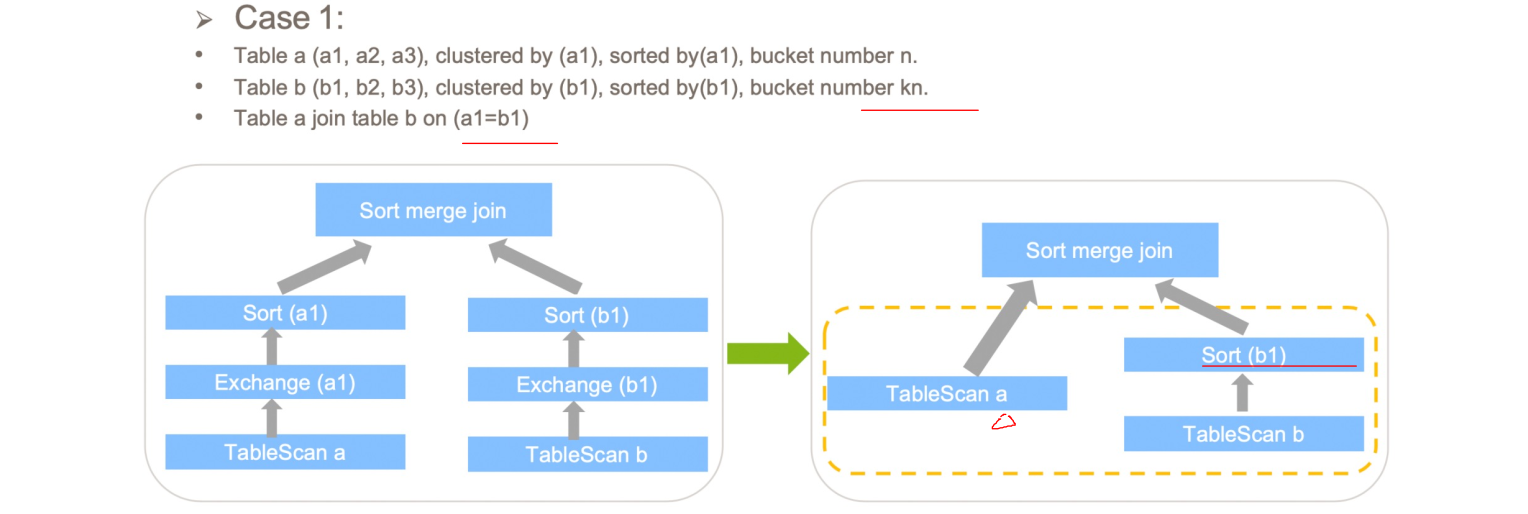 ➢ Case 1:
• Table a (a1, a2, a3), clustered by (a1), sorted by(a1), bucket number n.
• Table b (b1, b2, b3), clustered by (b1), sorted by(b1), bucket number kn.
• Table a join table b on (a1=b1)
Sort merge join
Sort (a1)
Sort (b1)
Exchange (a1)
Exchange (b1)
TableScan a
TableScan b
Sort merge join
Sort (b1)
TableScan a
TableScan b